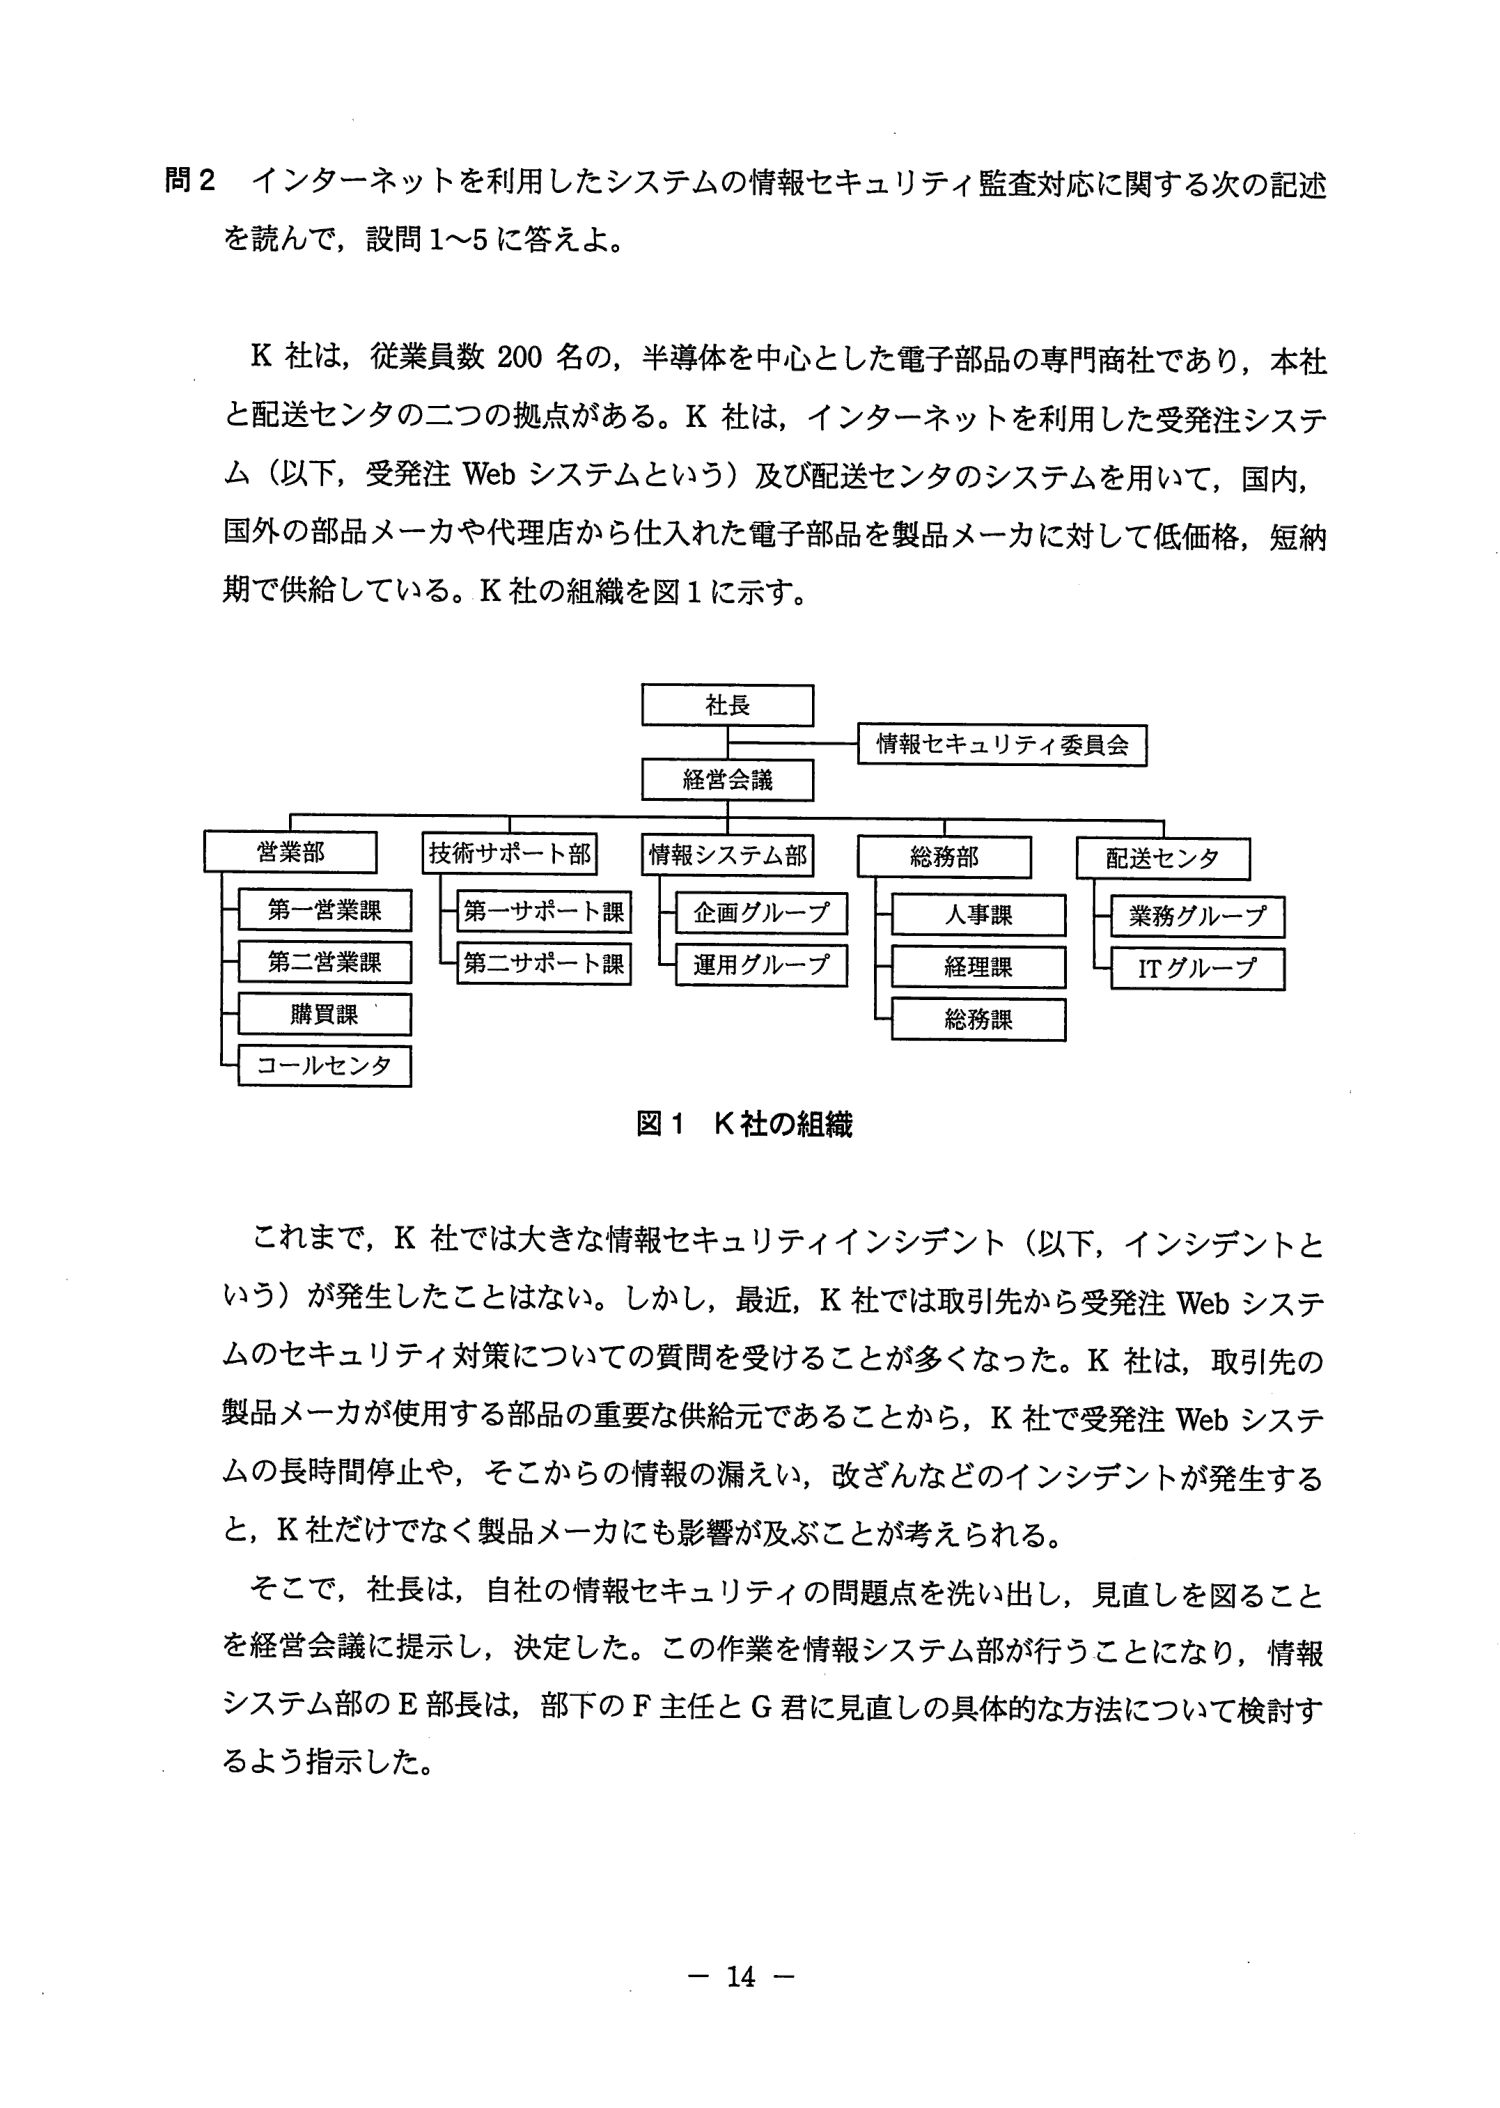 問2 インターネットを利用したシステムの情報セキュリティ監査対応に関する次の記述
を読んで，設問1～5に答えよ。
K 社は，従業員数 200 名の，半導体を中心とした電子部品の専門商社であり，本社
と配送センタの二つの拠点がある。K 社は，インターネットを利用した受発注システ
ム（以下，受発注 Web システムという）及び配送センタのシステムを用いて，国内，
国外の部品メーカや代理店から仕入れた電子部品を製品メーカに対して低価格，短納
期で供給している。K 社の組織を図1に示す。
社長
情報セキュリティ委員会
経営会議
営業部 技術サポート部 情報システム部 総務部 配送センタ
第一営業課 第一サポート課 企画グループ 人事課 業務グループ
第二営業課 第二サポート課 運用グループ 経理課 ITグループ
購買課 総務課
コールセンタ
図1 K社の組織
これまで，K 社では大きな情報セキュリティインシデント（以下，インシデントと
いう）が発生したことはない。しかし，最近，K 社では取引先から受発注 Web システ
ムのセキュリティ対策についての質問を受けることが多くなった。K 社は，取引先の
製品メーカが使用する部品の重要な供給元であることから，K 社で受発注 Web システ
ムの長時間停止や，そこからの情報の漏えい，改ざんなどのインシデントが発生する
と，K 社だけでなく製品メーカにも影響が及ぶことが考えられる。
そこで，社長は，自社の情報セキュリティの問題点を洗い出し，見直しを図ること
を経営会議に提示し，決定した。この作業を情報システム部が行うことになり，情報
システム部の E 部長は，部下の F 主任と G 君に見直しの具体的な方法について検討す
るよう指示した。
－ 14 －